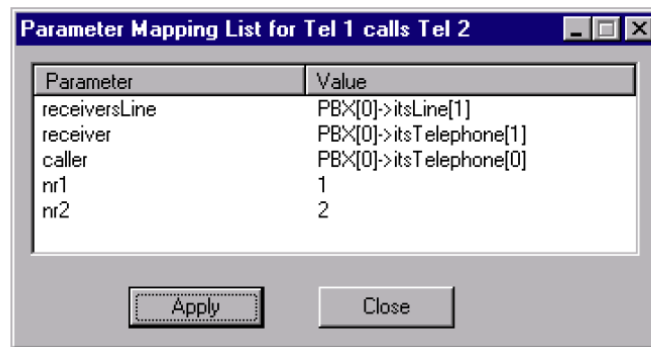 Parameter Mapping List for Tel 1 calls Tel 2
Parameter Value
receiversLine PBX[0]->itsLine[1]
receiver PBX[0]->itsTelephone[1]
caller PBX[0]->itsTelephone[0]
nr1 1
nr2 2
Apply Close